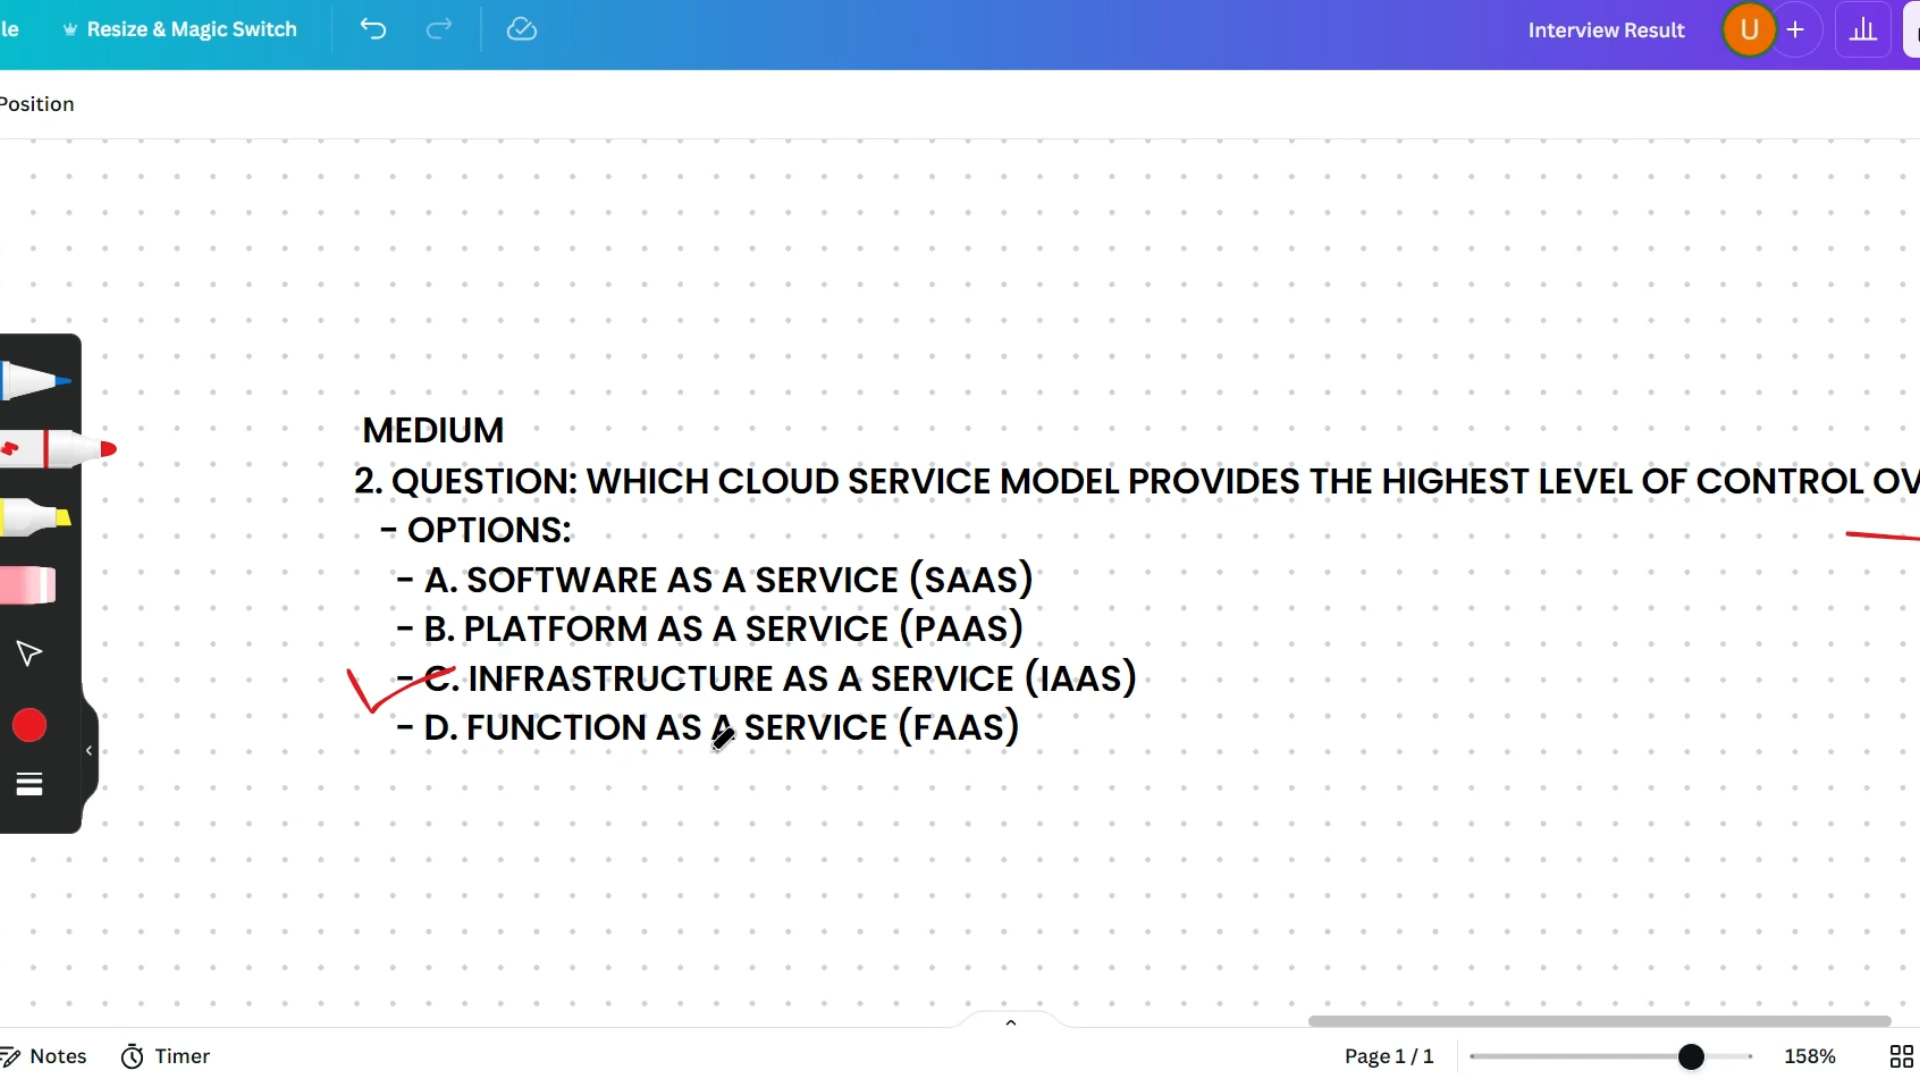 le Resize & Magic Switch Interview Result U
Position
MEDIUM
2. QUESTION: WHICH CLOUD SERVICE MODEL PROVIDES THE HIGHEST LEVEL OF CONTROL OV
- OPTIONS:
- A. SOFTWARE AS A SERVICE (SAAS)
- B. PLATFORM AS A SERVICE (PAAS)
- C. INFRASTRUCTURE AS A SERVICE (IAAS)
- D. FUNCTION AS A SERVICE (FAAS)
Notes Timer Page 1 / 1 158%